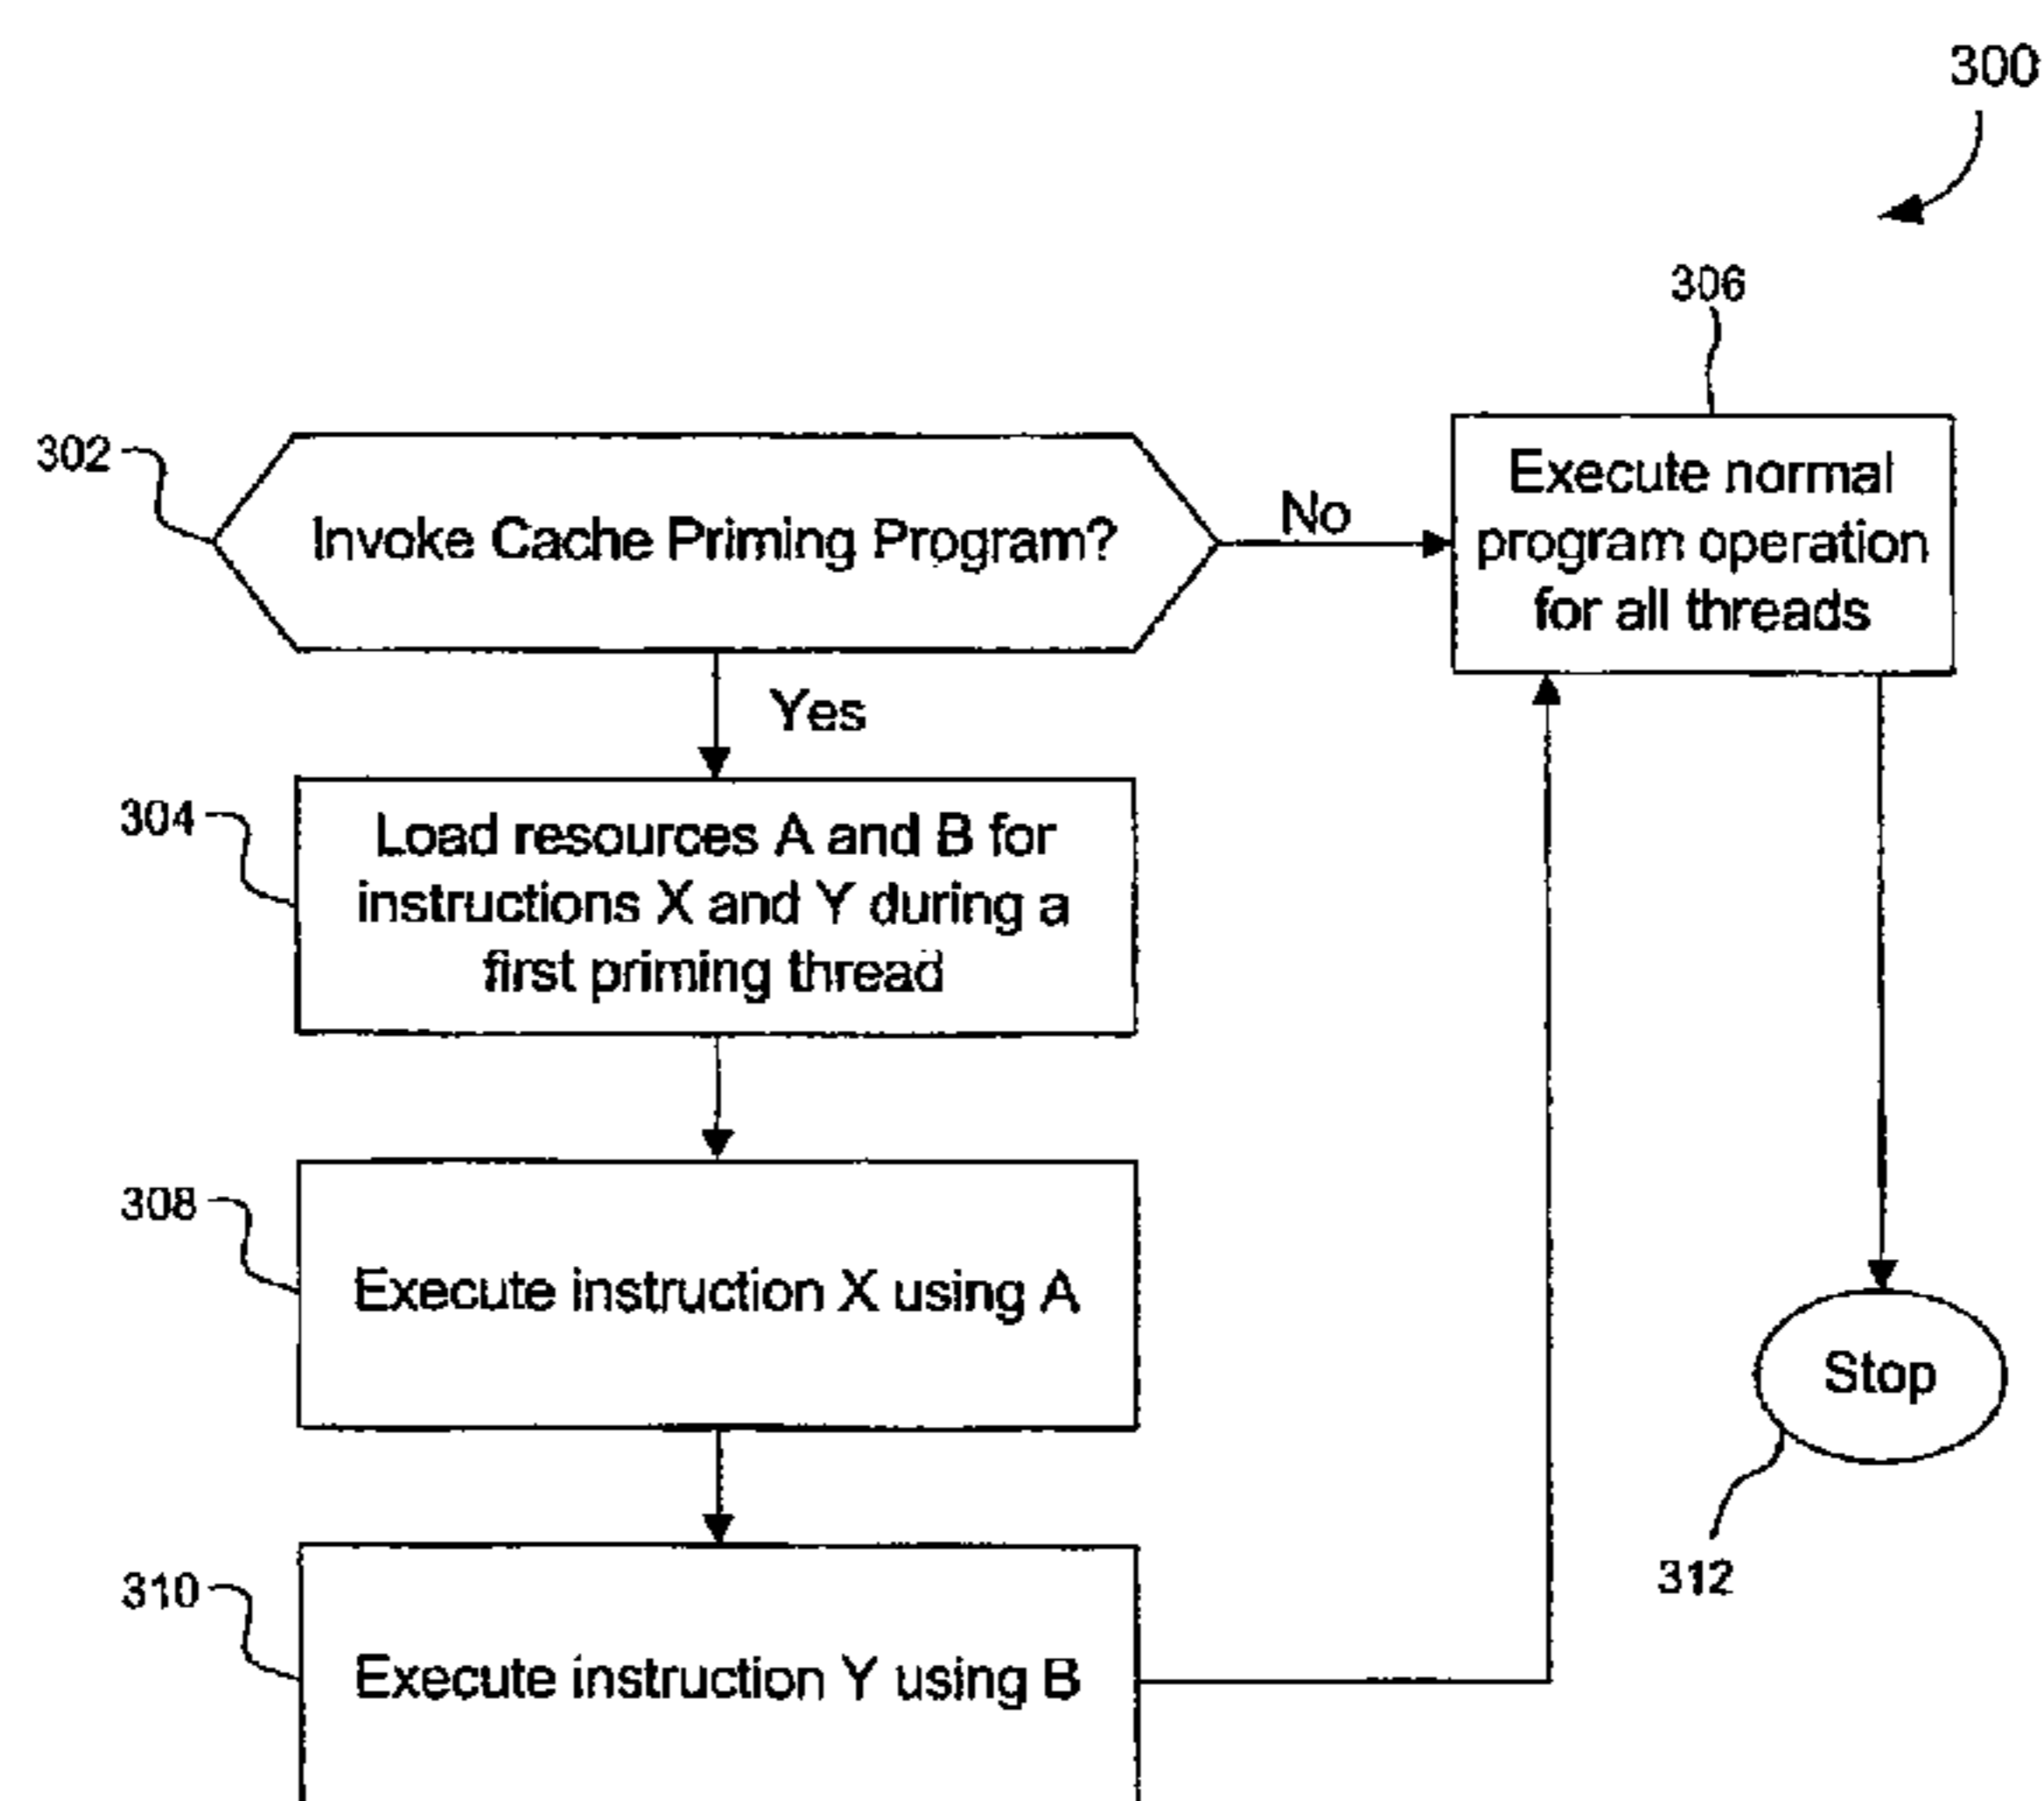 300
306
302
Invoke Cache Priming Program?
No
Execute normal
program operation
for all threads
Yes
304
Load resources A and B for
instructions X and Y during a
first priming thread
308
Execute instruction X using A
Stop
312
310
Execute instruction Y using B